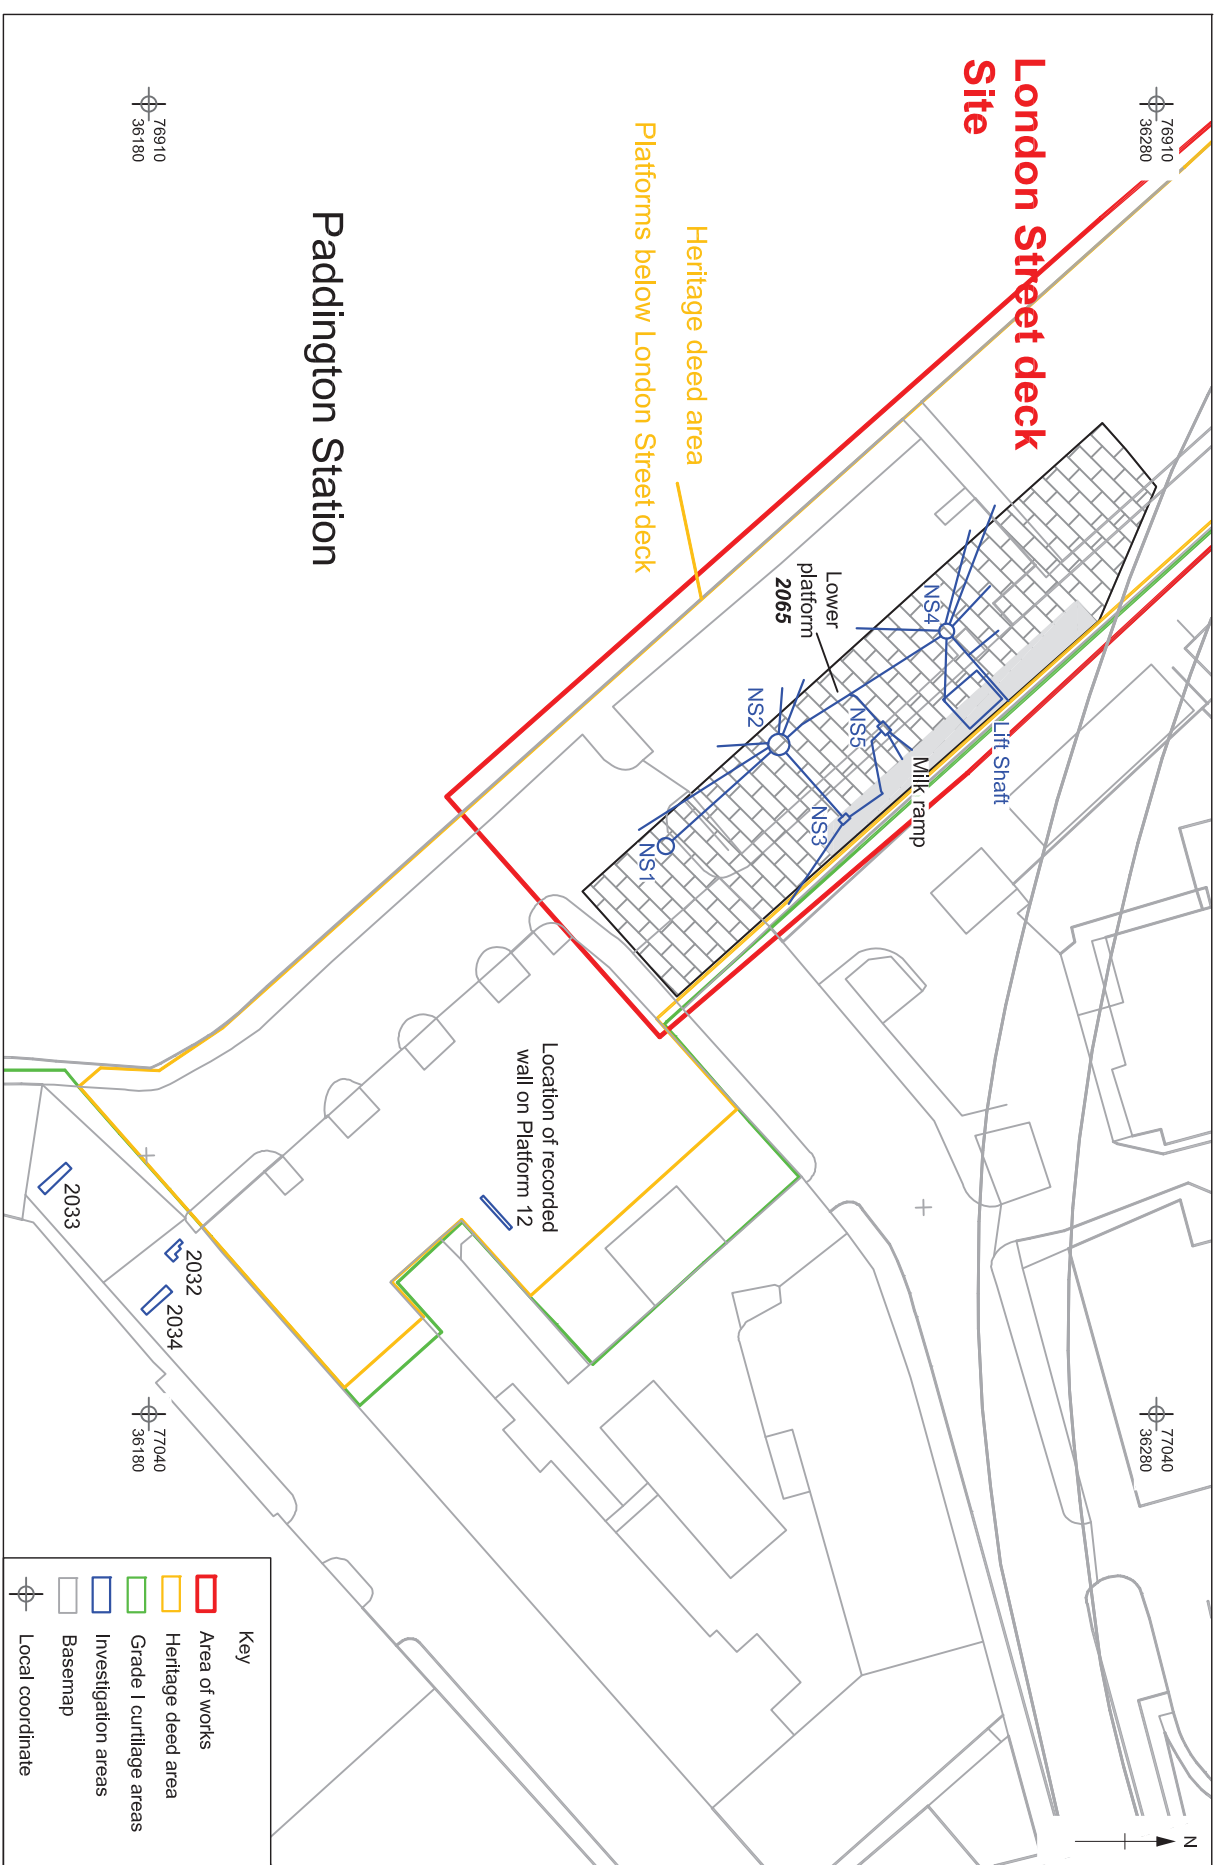 London Street deck
Site
76910
36280
76910
36180
Heritage deed area
Platforms below London Street deck
Paddington Station
Lower
platform
2065
NS4
NS2
NS5
NS3
NS1
Lift Shaft
Milk ramp
Location of recorded
wall on Platform 12
2033
2032
2034
77040
36280
77040
36180
N
Key
Area of works
Heritage deed area
Grade I curtilage areas
Investigation areas
Basemap
Local coordinate